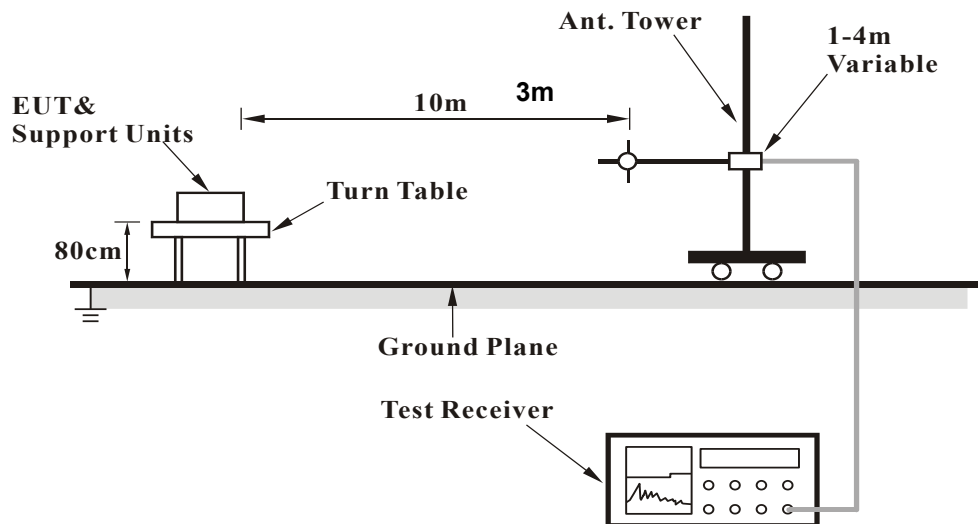 Ant. Tower
1-4m
Variable
EUT&
Support Units
10m
3m
Turn Table
80cm
Ground Plane
Test Receiver